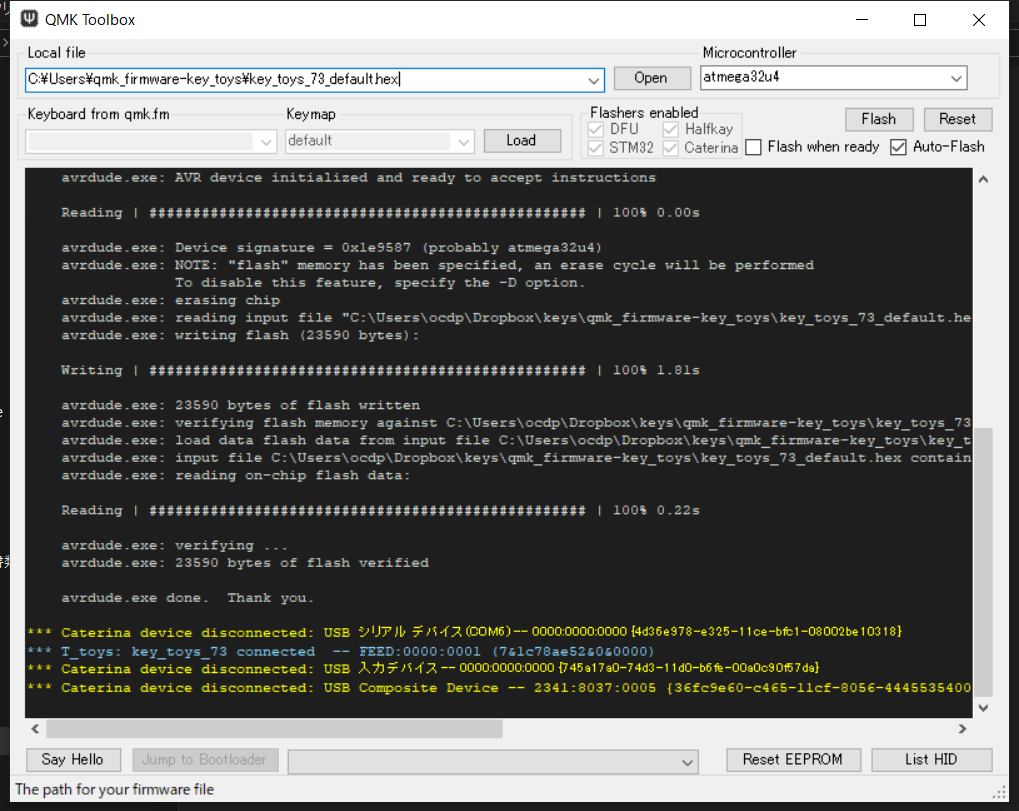 QMK Toolbox
Local file
Microcontroller
C:¥Users¥qmk_firmware-key_toys¥key_toys_73_default.hex
Open
atmega32u4
Keyboard from qmk.fm
Keymap
Flashers enabled
Flash
Reset
default
Load
DFU
Halfkay
STM32
Caterina
Flash when ready
Auto-Flash
avrdude.exe: AVR device initialized and ready to accept instructions
Reading | ################################################## | 100% 0.00s
avrdude.exe: Device signature = 0x1e9587 (probably atmega32u4)
avrdude.exe: NOTE: "flash" memory has been specified, an erase cycle will be performed
To disable this feature, specify the -D option.
avrdude.exe: erasing chip
avrdude.exe: reading input file "C:\Users\ocdp\Dropbox\keys\qmk_firmware-key_toys\key_toys_73_default.he
avrdude.exe: writing flash (23590 bytes):
Writing | ################################################## | 100% 1.81s
avrdude.exe: 23590 bytes of flash written
avrdude.exe: verifying flash memory against C:\Users\ocdp\Dropbox\keys\qmk_firmware-key_toys\key_toys_73
avrdude.exe: load data flash data from input file C:\Users\ocdp\Dropbox\keys\qmk_firmware-key_toys\key_t
avrdude.exe: input file C:\Users\ocdp\Dropbox\keys\qmk_firmware-key_toys\key_toys_73_default.hex contain
avrdude.exe: reading on-chip flash data:
Reading | ################################################## | 100% 0.22s
avrdude.exe: verifying ...
avrdude.exe: 23590 bytes of flash verified
avrdude.exe done.  Thank you.
*** Caterina device disconnected: USB シリアル デバイス (COM6) -- 0000:0000:0000 {4d36e978-e325-11ce-bfc1-08002be10318}
*** T_toys: key_toys_73 connected  -- FEED:0000:0001 (7&1c78ae52&0&0000)
*** Caterina device disconnected: USB 入力デバイス -- 0000:0000:0000 {745a17a0-74d3-11d0-b6fe-00a0c90f57da}
*** Caterina device disconnected: USB Composite Device -- 2341:8037:0005 {36fc9e60-c465-11cf-8056-4445535400
Say Hello
Jump to Bootloader
Reset EEPROM
List HID
The path for your firmware file